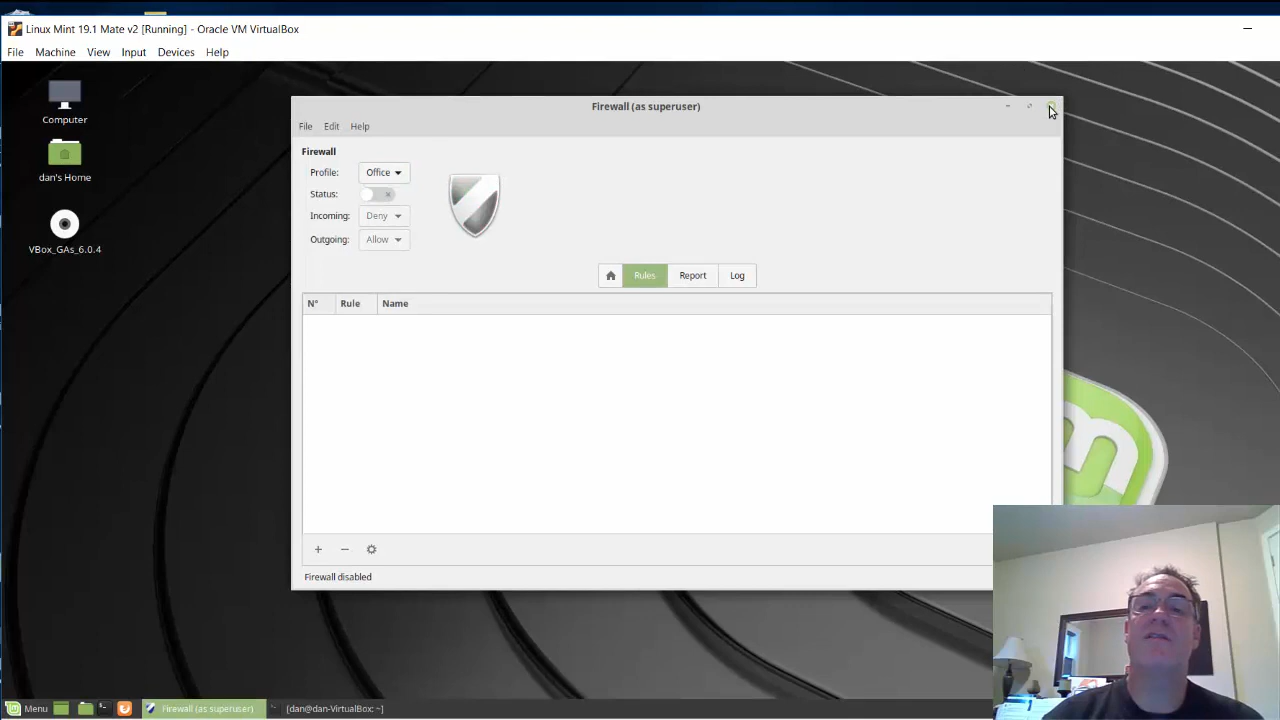 Linux Mint 19.1 Mate v2 [Running] - Oracle VM VirtualBox
File Machine View Input Devices Help
Computer
dan's Home
VBox_GAs_6.0.4
Firewall (as superuser)
File Edit Help
Firewall
Profile: Office
Status:
Incoming: Deny
Outgoing: Allow
Rules Report Log
N° Rule Name
Firewall disabled
Menu Firewall (as superuser) [dan@dan-VirtualBox: ~]